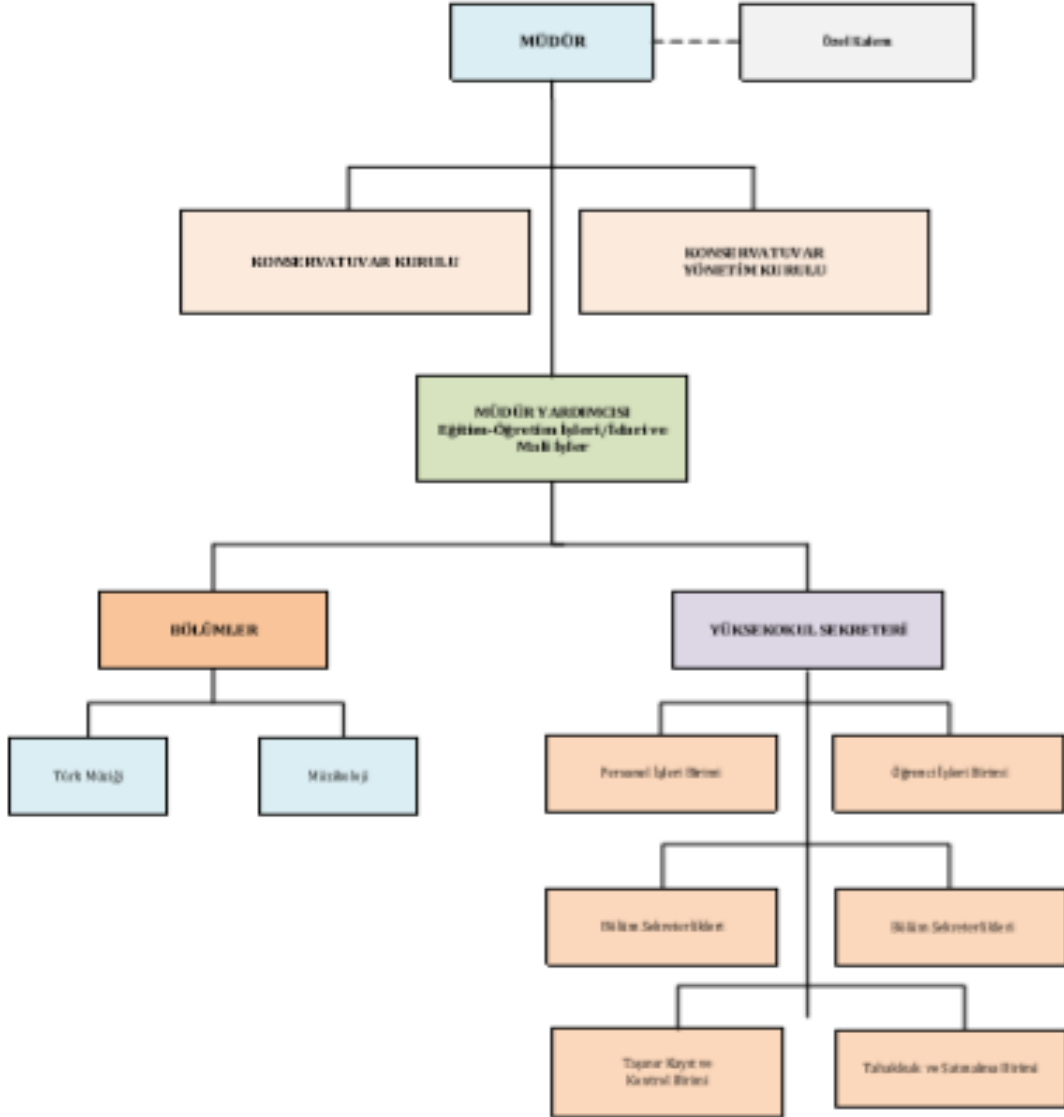 MÜDÜR
Özel Kalem
KONSERVATUVAR KURULU
KONSERVATUVAR
YÖNETİM KURULU
MÜDÜR YARDIMCISI
Eğitim-Öğretim İşleri/İdari ve
Mali İşler
BÖLÜMLER
YÜKSEKOKUL SEKRETERİ
Türk Müziği
Müzikoloji
Personel İşleri Birimi
Öğrenci İşleri Birimi
Bölüm Sekreterlikleri
Bölüm Sekreterlikleri
Taşınır Kayıt ve
Kontrol Birimi
Tahakkuk ve Satınalma Birimi